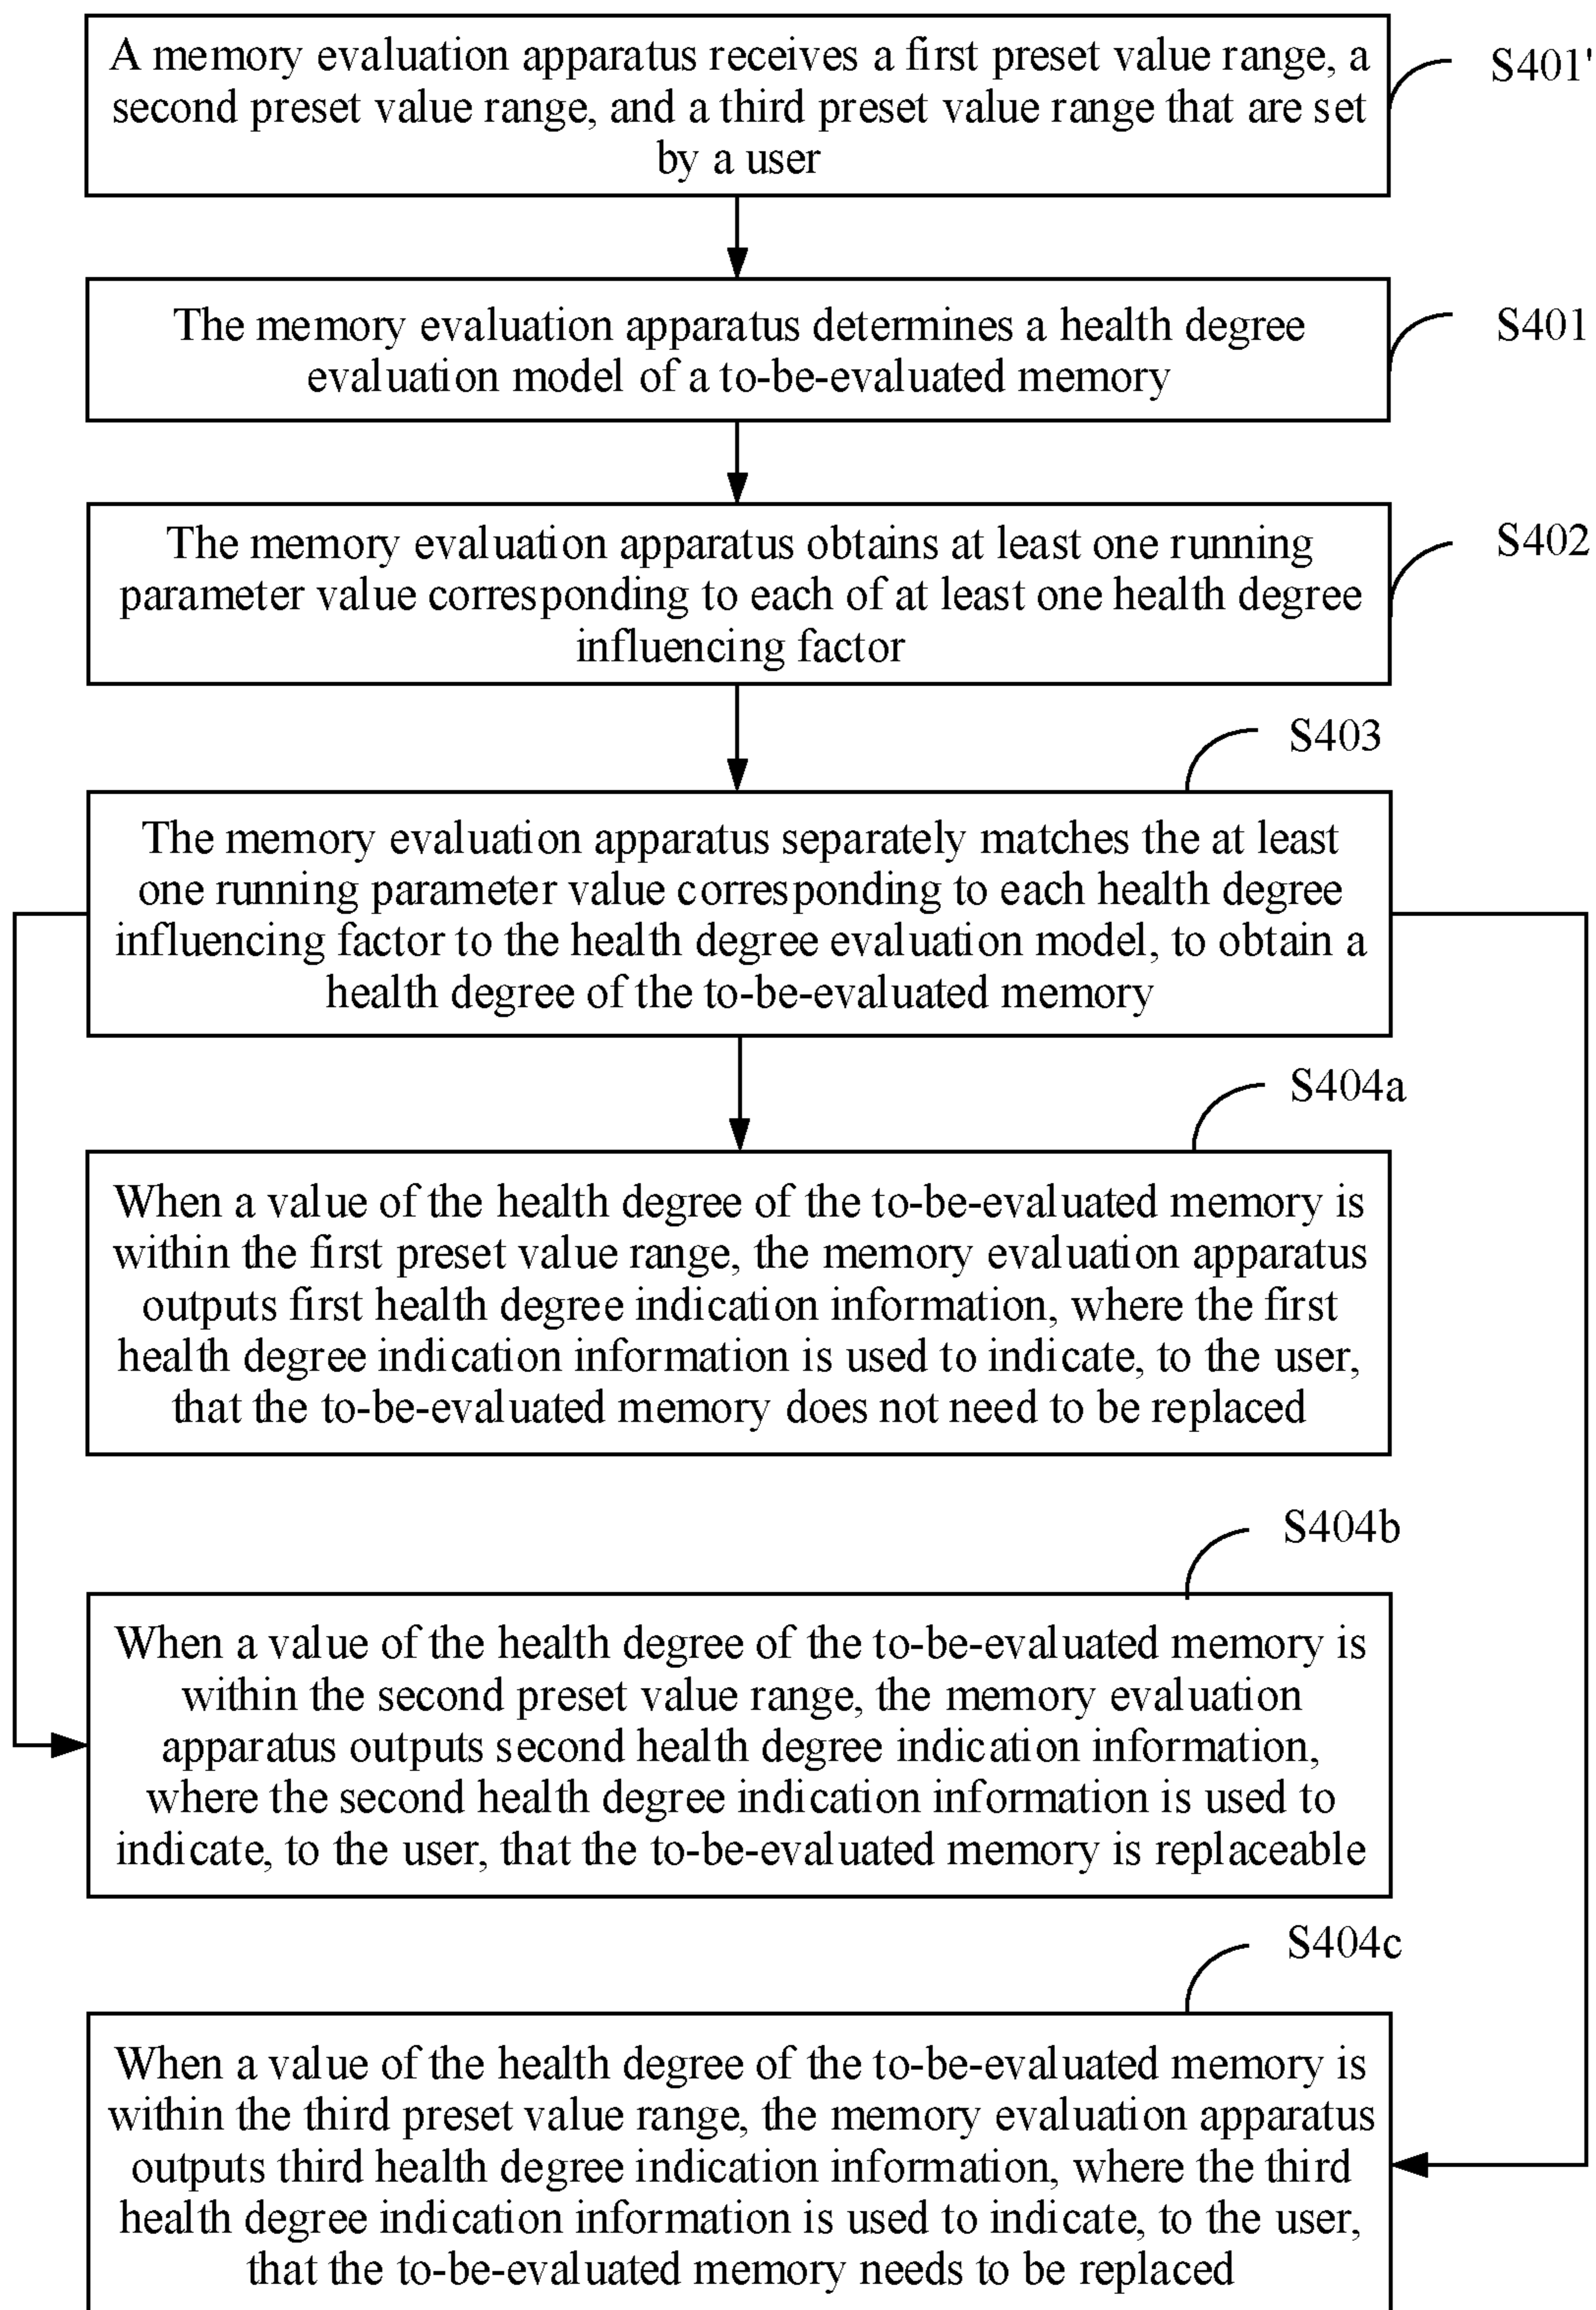 A memory evaluation apparatus receives a first preset value range, a
second preset value range, and a third preset value range that are set
by a user
S401'
The memory evaluation apparatus determines a health degree
evaluation model of a to-be-evaluated memory
S401
The memory evaluation apparatus obtains at least one running
parameter value corresponding to each of at least one health degree
influencing factor
S402
S403
The memory evaluation apparatus separately matches the at least
one running parameter value corresponding to each health degree
influencing factor to the health degree evaluation model, to obtain a
health degree of the to-be-evaluated memory
S404a
When a value of the health degree of the to-be-evaluated memory is
within the first preset value range, the memory evaluation apparatus
outputs first health degree indication information, where the first
health degree indication information is used to indicate, to the user,
that the to-be-evaluated memory does not need to be replaced
S404b
When a value of the health degree of the to-be-evaluated memory is
within the second preset value range, the memory evaluation
apparatus outputs second health degree indication information,
where the second health degree indication information is used to
indicate, to the user, that the to-be-evaluated memory is replaceable
S404c
When a value of the health degree of the to-be-evaluated memory is
within the third preset value range, the memory evaluation apparatus
outputs third health degree indication information, where the third
health degree indication information is used to indicate, to the user,
that the to-be-evaluated memory needs to be replaced